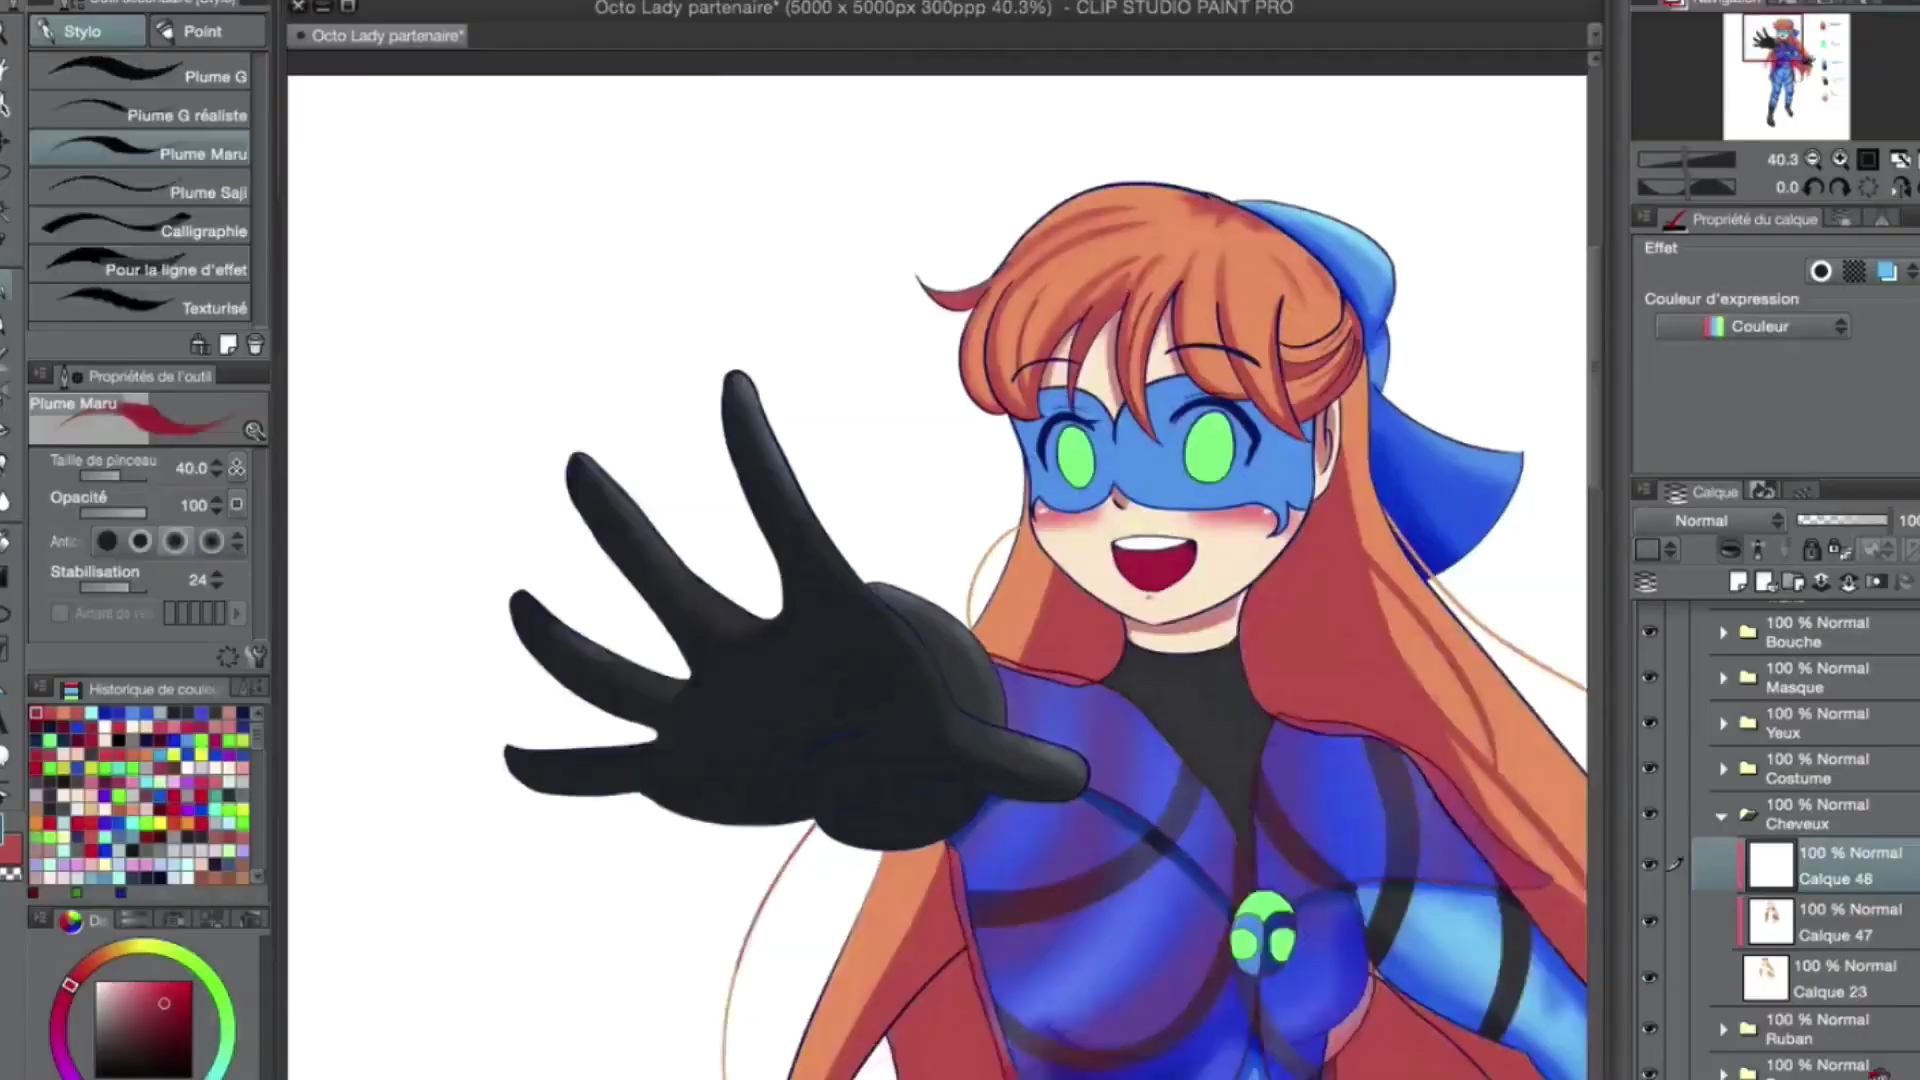 Octo Lady partenaire* (5000 x 5000px 300ppp 40.3%) - CLIP STUDIO PAINT PRO
Octo Lady partenaire*
Stylo
Point
Plume G
Plume G réaliste
Plume Maru
Plume Saji
Calligraphie
Pour la ligne d'effet
Texturisé
Propriétés de l'outil
Plume Maru
Taille de pinceau 40.0
Opacité 100
Antic
Stabilisation 24
Historique de coule
Navigation
40.3
0.0
Propriété du calque
Effet
Couleur d'expression
Couleur
Calque
Normal 100
100 % Normal
Bouche
100 % Normal
Masque
100 % Normal
Yeux
100 % Normal
Costume
100 % Normal
Cheveux
100 % Normal
Calque 48
100 % Normal
Calque 47
100 % Normal
Calque 23
100 % Normal
Ruban
100 % Normal